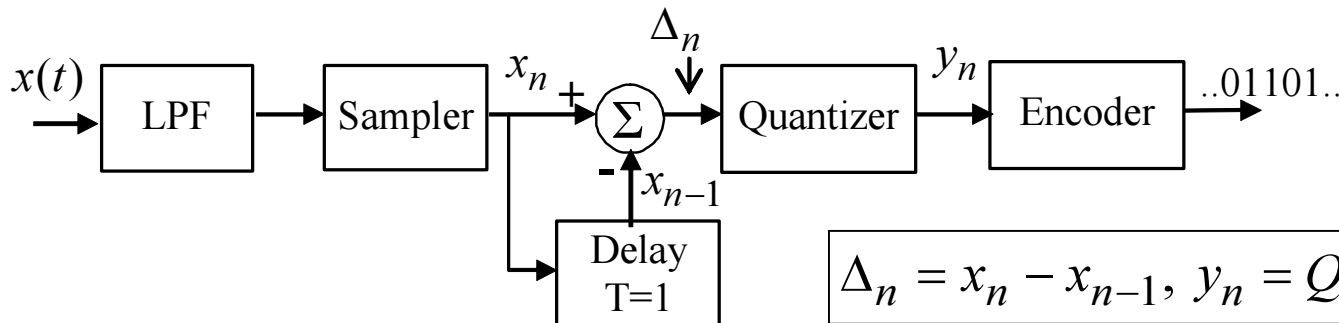 x(t)
LPF
Sampler
xₙ
+
Σ
-
xₙ₋₁
Delay
T=1
Δₙ
Quantizer
yₙ
Encoder
..01101..
Δₙ = xₙ − xₙ₋₁, yₙ = Q